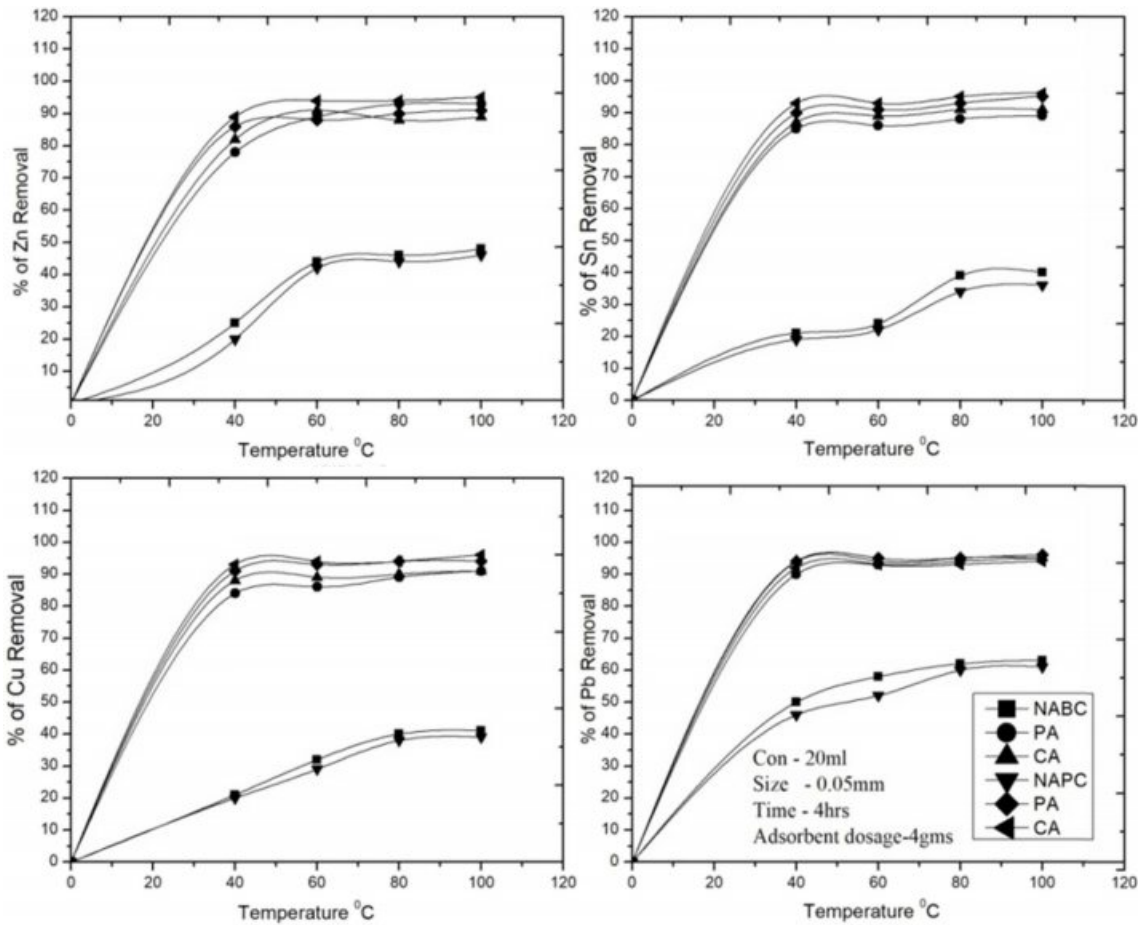 120
110
100
90
80
70
60
50
40
30
20
10
% of Zn Removal
0 20 40 60 80 100 120
Temperature ⁰C
120
110
100
90
80
70
60
50
40
30
20
10
0
% of Sn Removal
0 20 40 60 80 100 120
Temperature ⁰C
120
110
100
90
80
70
60
50
40
30
20
10
0
% of Cu Removal
0 20 40 60 80 100 120
Temperature ⁰C
120
110
100
90
80
70
60
50
40
30
20
10
0
% of Pb Removal
Con - 20ml
Size - 0.05mm
Time - 4hrs
Adsorbent dosage-4gms
NABC
PA
CA
NAPC
PA
CA
0 20 40 60 80 100 120
Temperature ⁰C